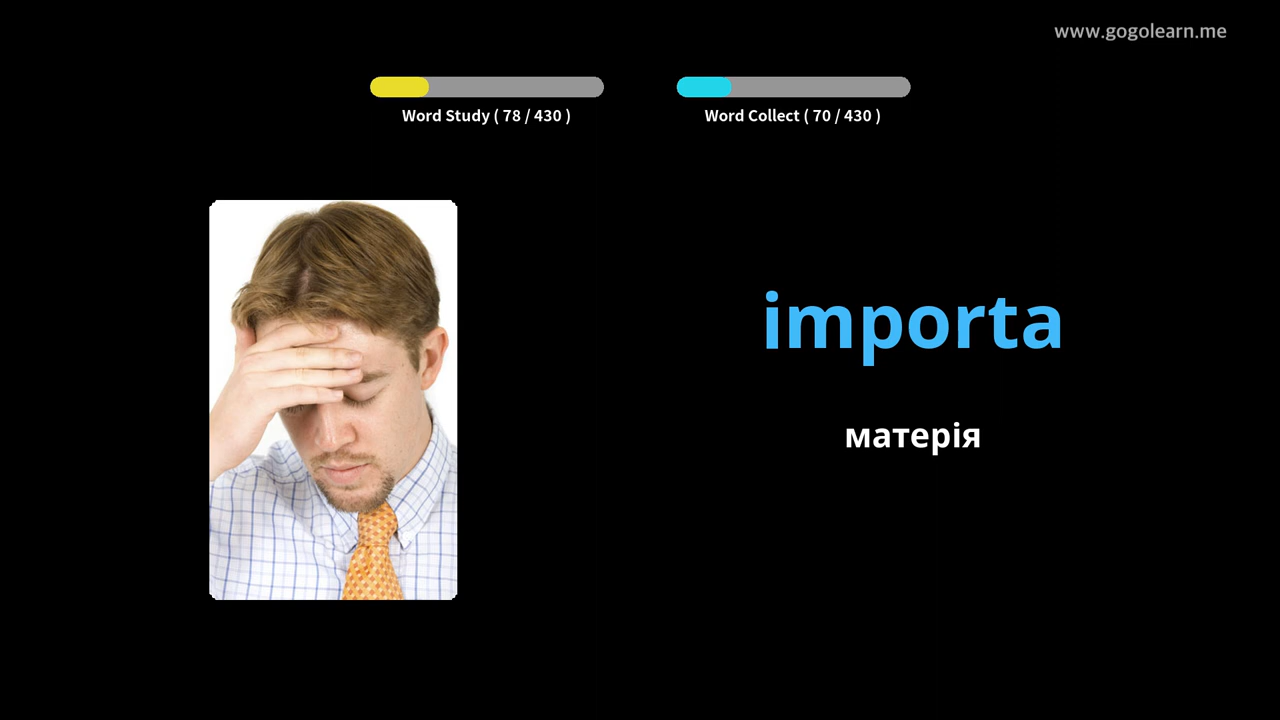 www.gogolearn.me
Word Study ( 78 / 430 )
Word Collect ( 70 / 430 )
importa
матерія